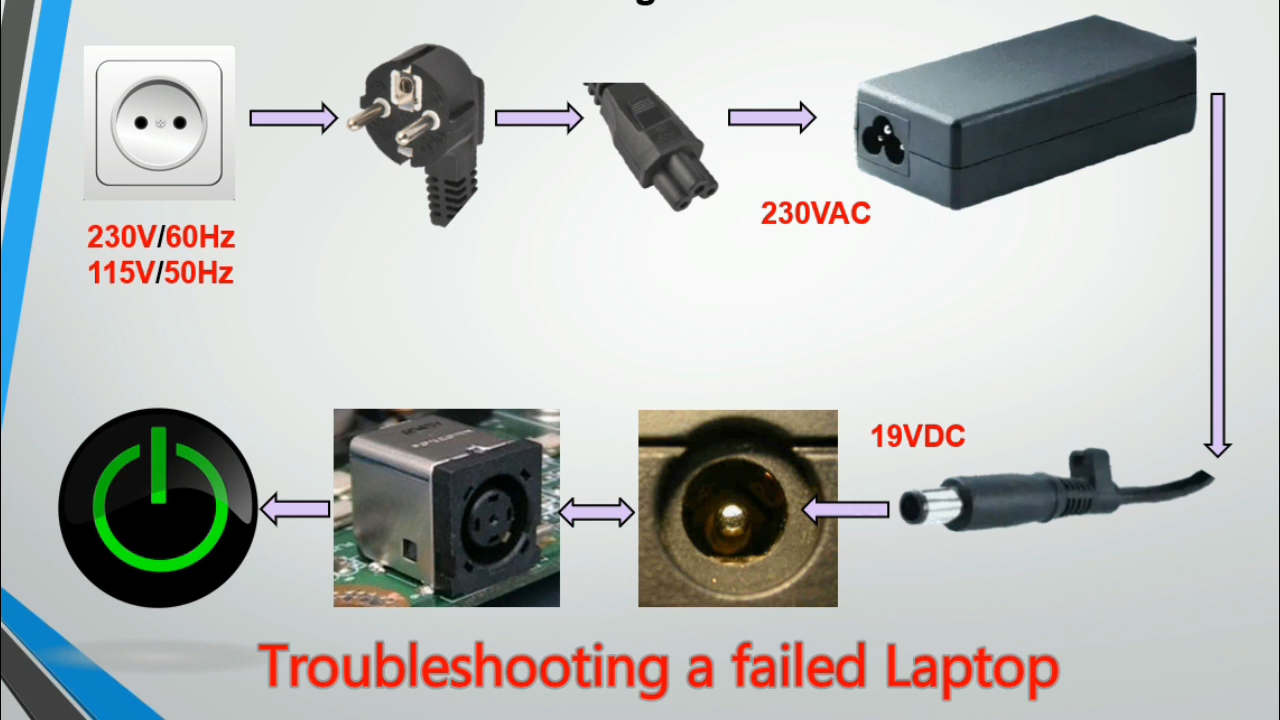 230V/60Hz
115V/50Hz
230VAC
19VDC
Troubleshooting a failed Laptop